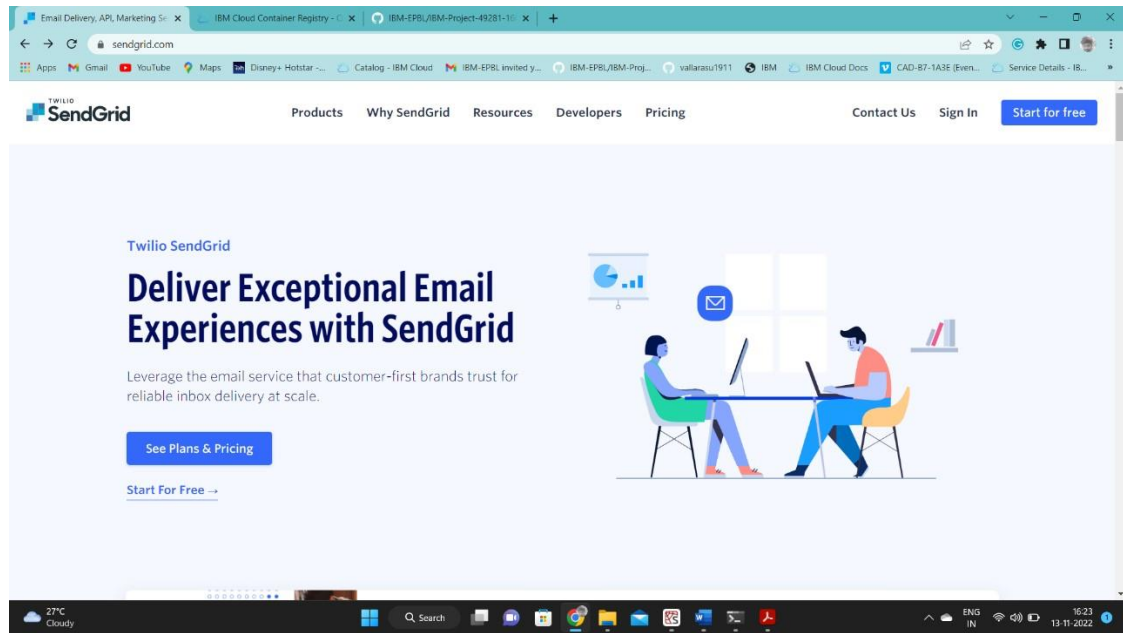 Email Delivery, API, Marketing Se
IBM Cloud Container Registry - C
IBM-EPBL/IBM-Project-49281-16
sendgrid.com
Apps
Gmail
YouTube
Maps
Disney+ Hotstar -...
Catalog - IBM Cloud
IBM-EPBL invited y...
IBM-EPBL/IBM-Proj...
vallarasu1911
IBM
IBM Cloud Docs
CAD-B7-1A3E (Even...
Service Details - IB...
TWILIO
SendGrid
Products
Why SendGrid
Resources
Developers
Pricing
Contact Us
Sign In
Start for free
Twilio SendGrid
Deliver Exceptional Email
Experiences with SendGrid
Leverage the email service that customer-first brands trust for
reliable inbox delivery at scale.
See Plans & Pricing
Start For Free →
27°C
Cloudy
Search
ENG
IN
16:23
13-11-2022